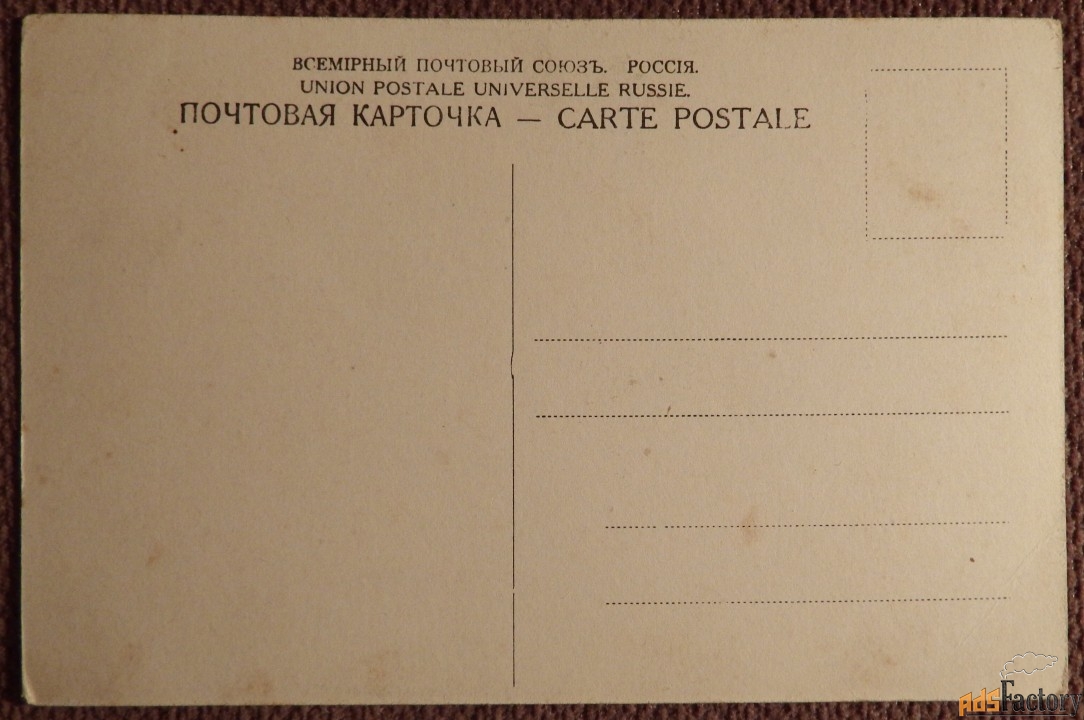 ВСЕМІРНЫЙ ПОЧТОВЫЙ СОЮЗЪ. РОССІЯ.
UNION POSTALE UNIVERSELLE RUSSIE.
ПОЧТОВАЯ КАРТОЧКА — CARTE POSTALE
AdsFactory